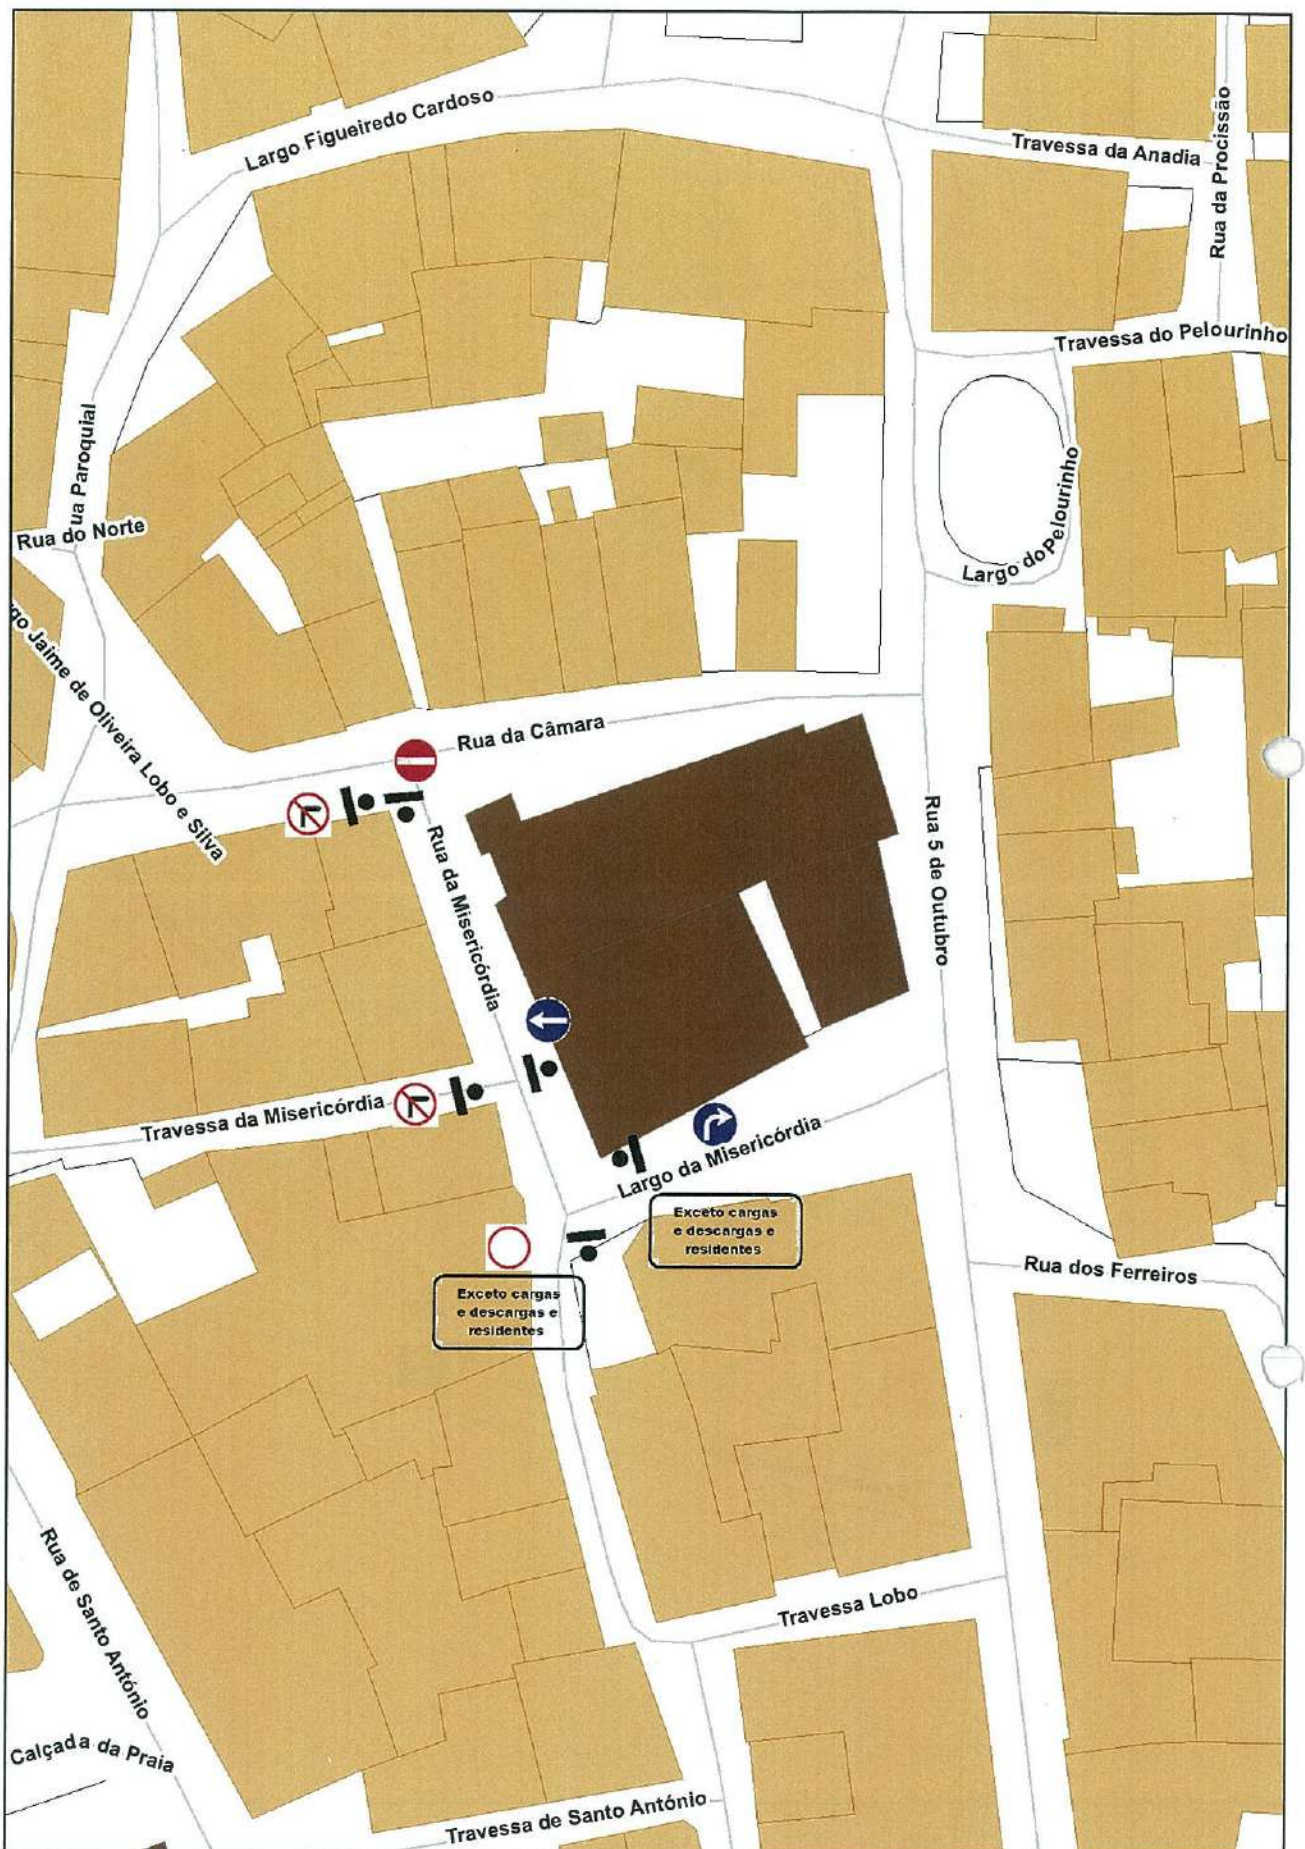 Largo Figueiredo Cardoso
Travessa da Anadia
Rua da Procissão
Travessa do Pelourinho
ua Paroquial
Rua do Norte
Largo do Pelourinho
go Jaime de Oliveira Lobo e Silva
Rua da Câmara
Rua da Misericórdia
Rua 5 de Outubro
Travessa da Misericórdia
Largo da Misericórdia
Exceto cargas
e descargas e
residentes
Exceto cargas
e descargas e
residentes
Rua dos Ferreiros
Rua de Santo António
Travessa Lobo
Calçada da Praia
Travessa de Santo António